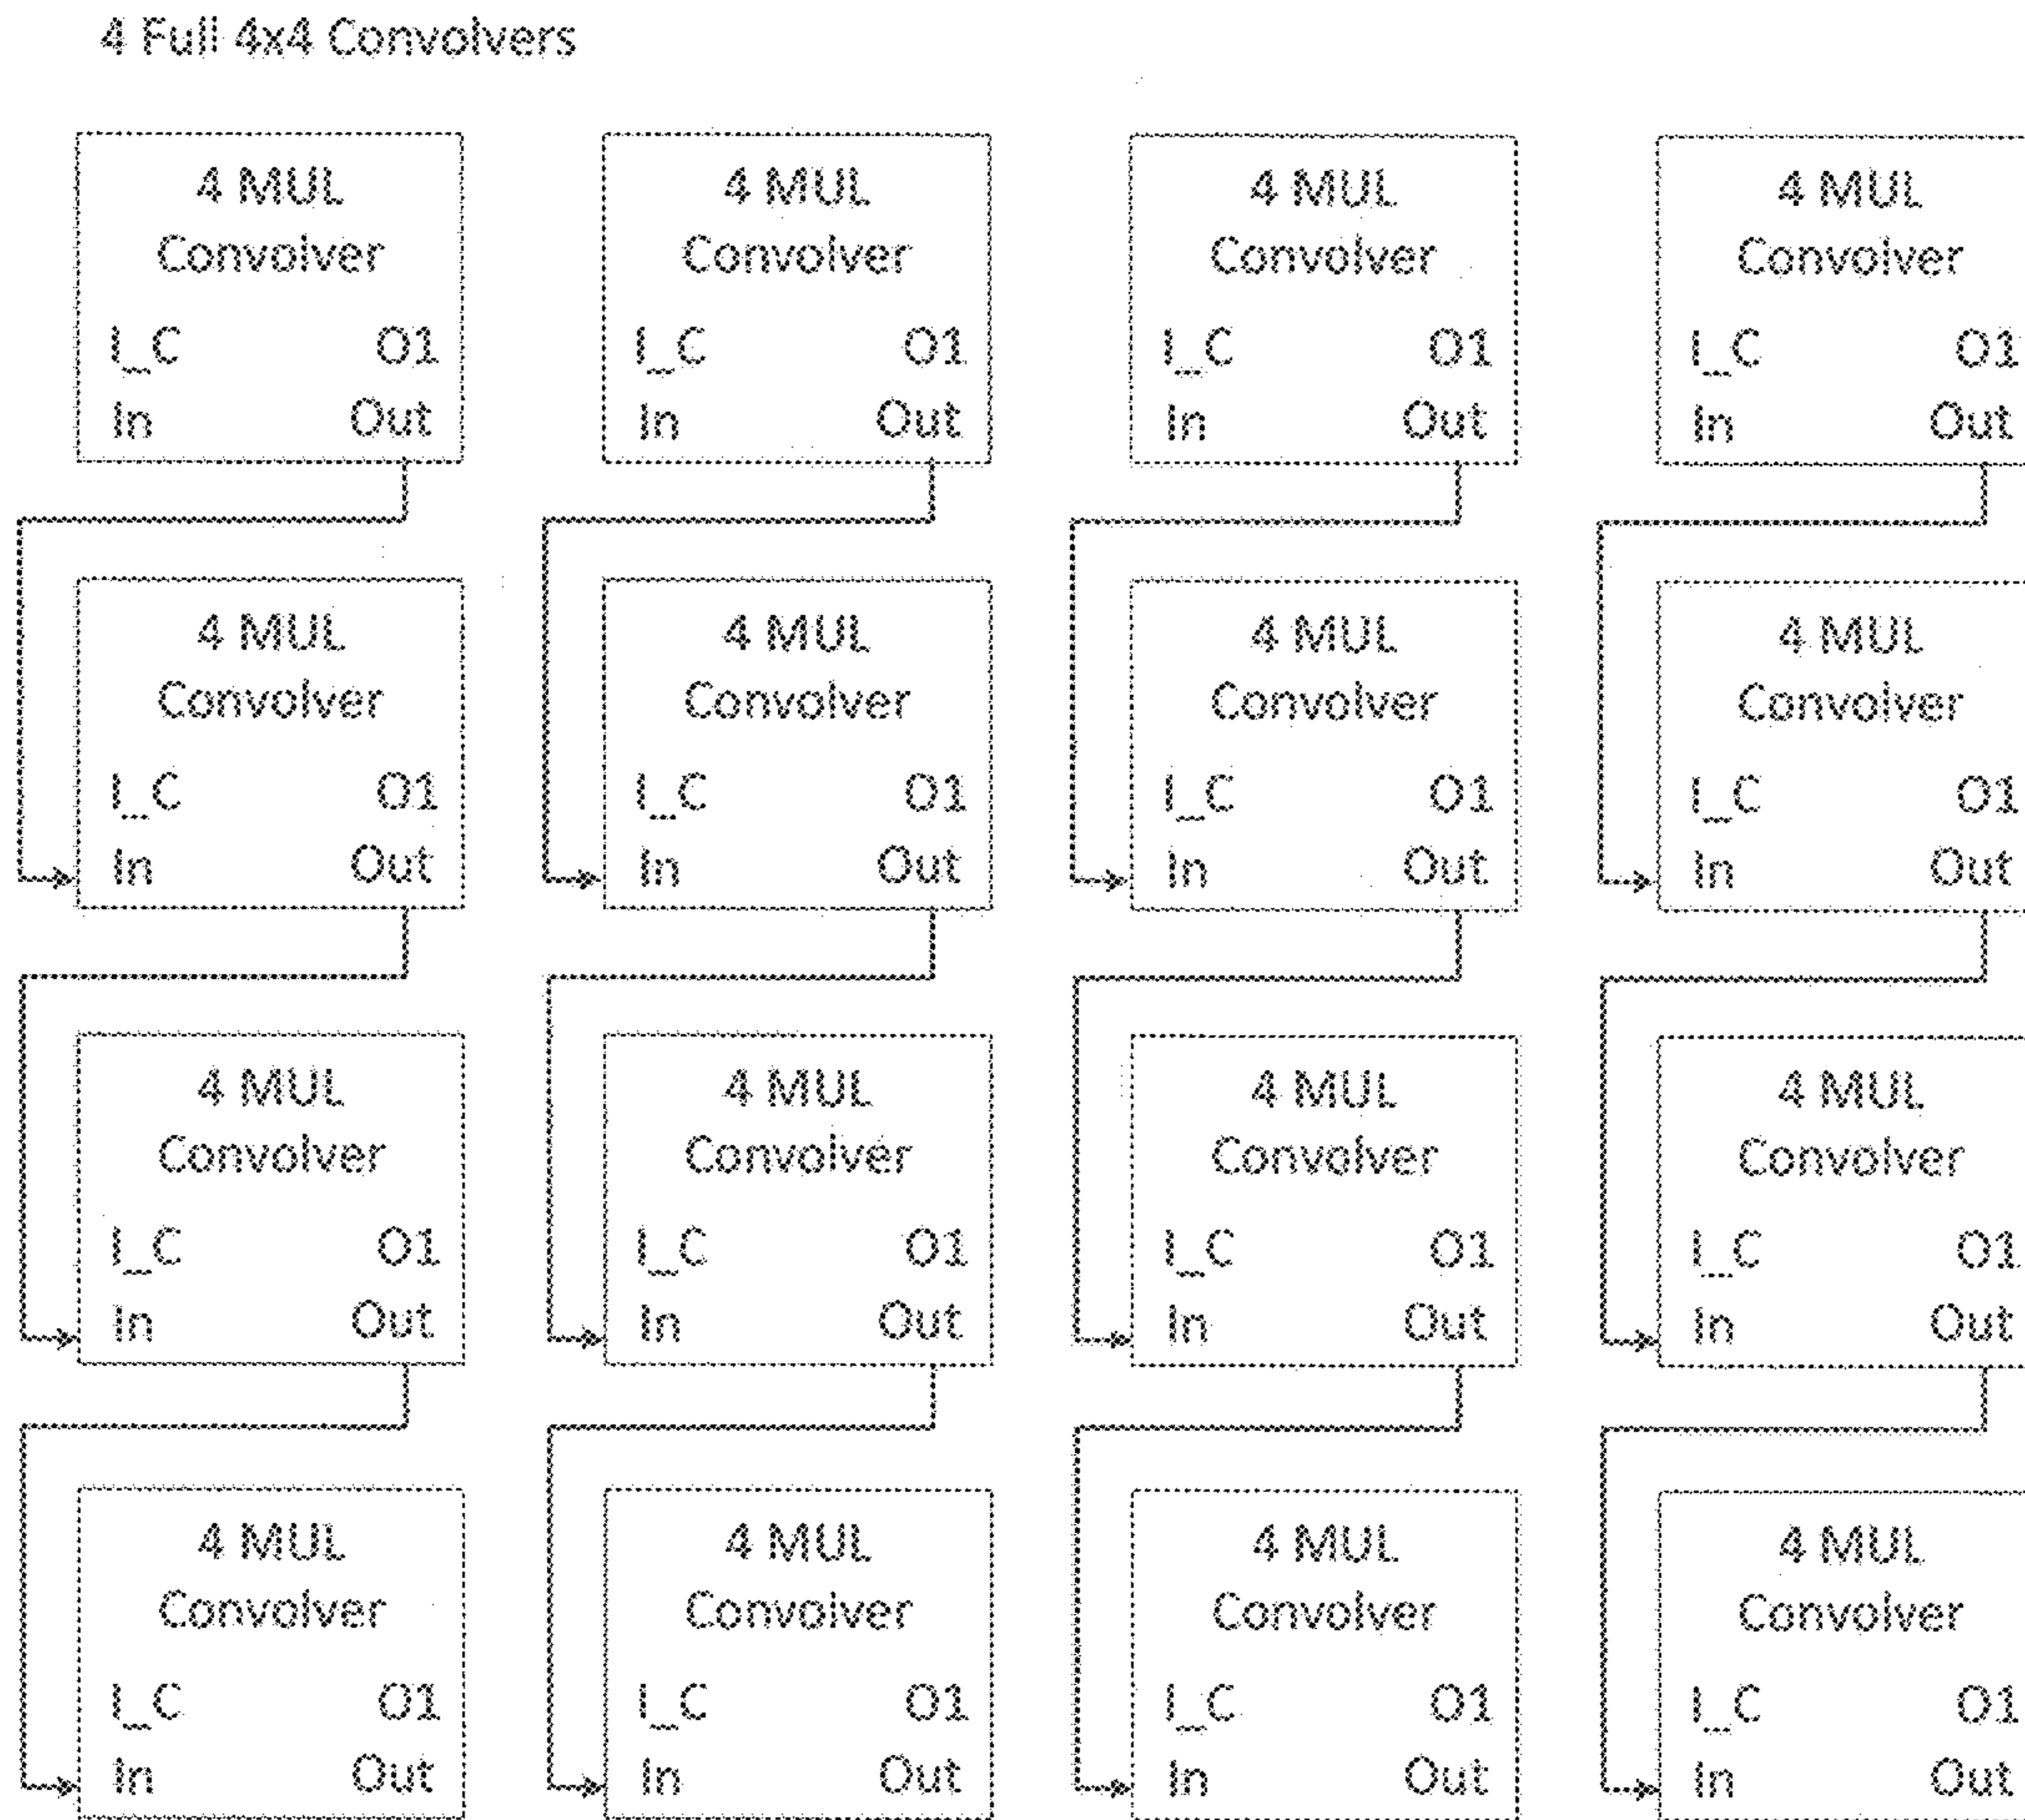 4 Full 4x4 Convolvers
4 MUL 4 MUL 4 MUL 4 MUL
Convolver Convolver Convolver Convolver
I_C O1 I_C O1 I_C O1 I_C O1
In Out In Out In Out In Out
4 MUL 4 MUL 4 MUL 4 MUL
Convolver Convolver Convolver Convolver
I_C O1 I_C O1 I_C O1 I_C O1
In Out In Out In Out In Out
4 MUL 4 MUL 4 MUL 4 MUL
Convolver Convolver Convolver Convolver
I_C O1 I_C O1 I_C O1 I_C O1
In Out In Out In Out In Out
4 MUL 4 MUL 4 MUL 4 MUL
Convolver Convolver Convolver Convolver
I_C O1 I_C O1 I_C O1 I_C O1
In Out In Out In Out In Out